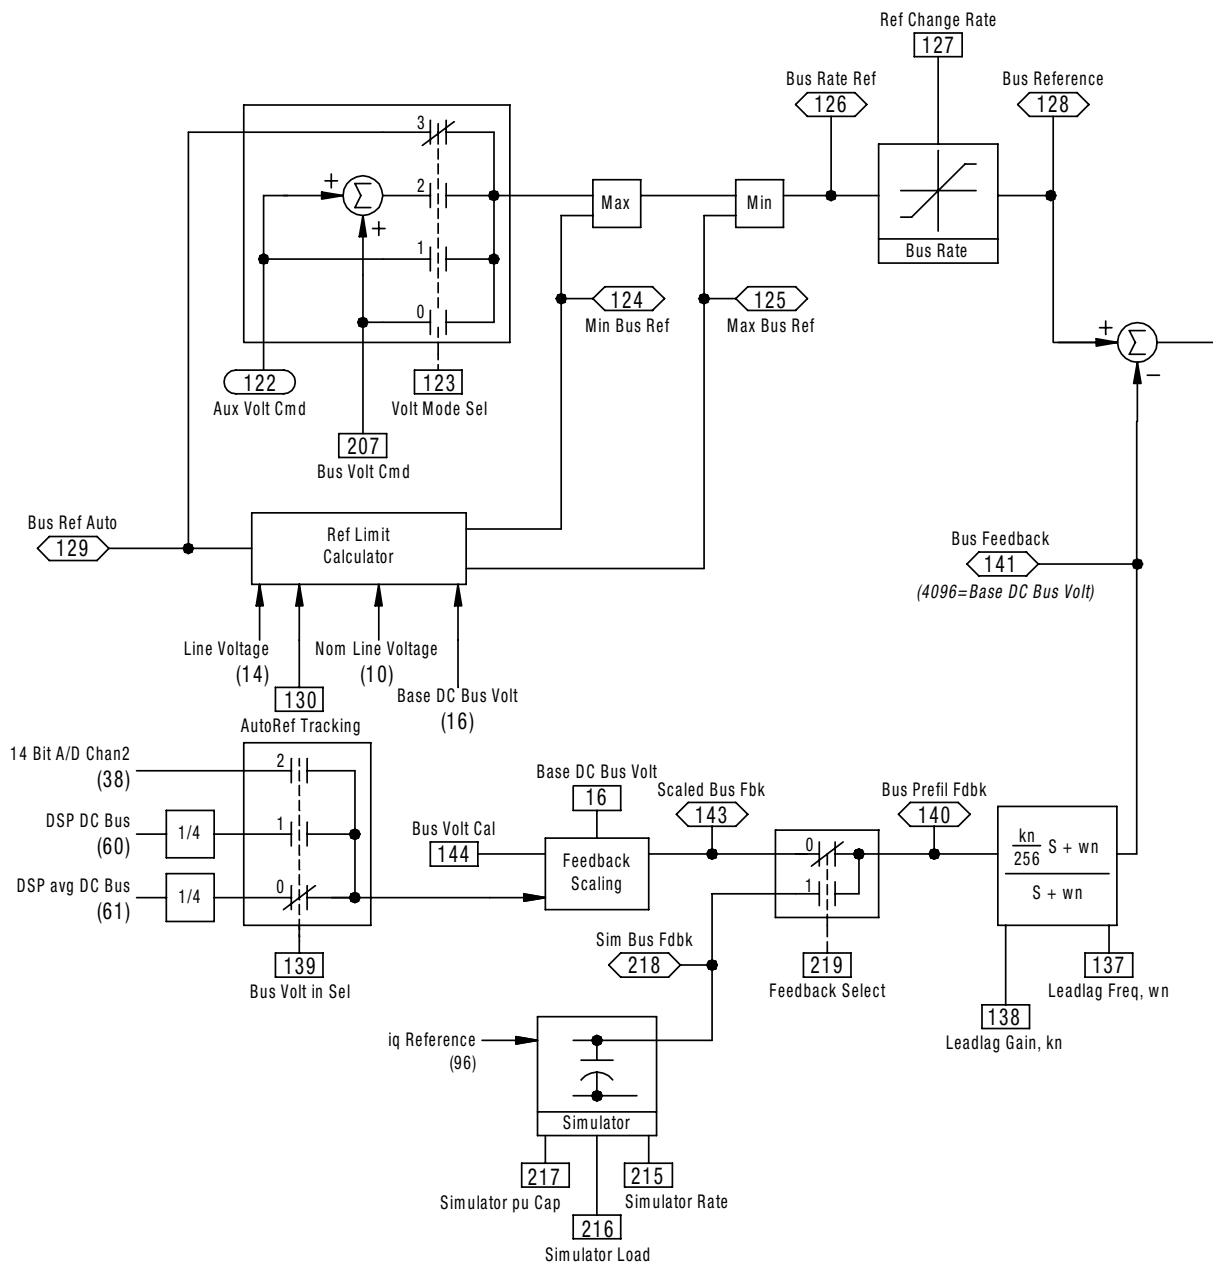 Ref Change Rate
127
Bus Rate Ref
126
Bus Reference
128
3
+
Σ
2
+
1
0
Max
Min
Bus Rate
124
Min Bus Ref
125
Max Bus Ref
+
Σ
–
122
Aux Volt Cmd
123
Volt Mode Sel
207
Bus Volt Cmd
Bus Ref Auto
129
Ref Limit
Calculator
Bus Feedback
141
(4096=Base DC Bus Volt)
Line Voltage
(14)
Nom Line Voltage
(10)
130
AutoRef Tracking
Base DC Bus Volt
(16)
14 Bit A/D Chan2
(38)
2
DSP DC Bus
(60)
1/4
1
DSP avg DC Bus
(61)
1/4
0
139
Bus Volt in Sel
Base DC Bus Volt
16
Bus Volt Cal
144
Feedback
Scaling
Scaled Bus Fbk
143
0
1
219
Feedback Select
Bus Prefil Fdbk
140
kn
256
S + wn
S + wn
137
Leadlag Freq, wn
138
Leadlag Gain, kn
Sim Bus Fdbk
218
iq Reference
(96)
Simulator
217
Simulator pu Cap
215
Simulator Rate
216
Simulator Load